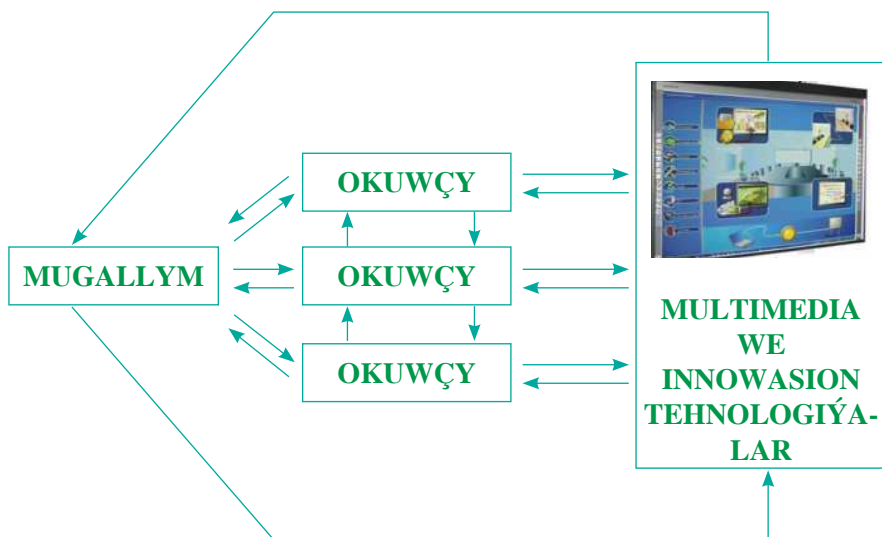 OKUWÇY
MUGALLYM
OKUWÇY
OKUWÇY
MULTIMEDIA
WE
INNOWASION
TEHNOLOGIÝA-
LAR